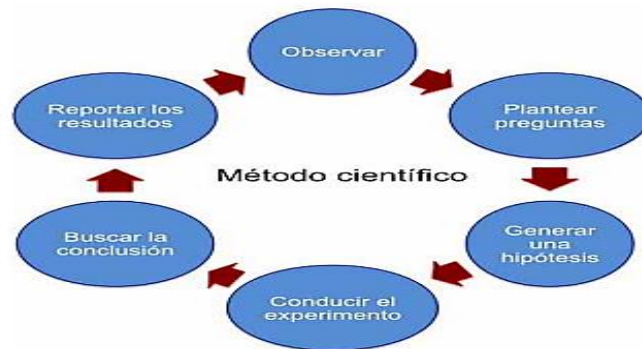 Observar
Plantear
preguntas
Generar
una
hipótesis
Conducir el
experimento
Buscar la
conclusión
Reportar los
resultados
Método científico